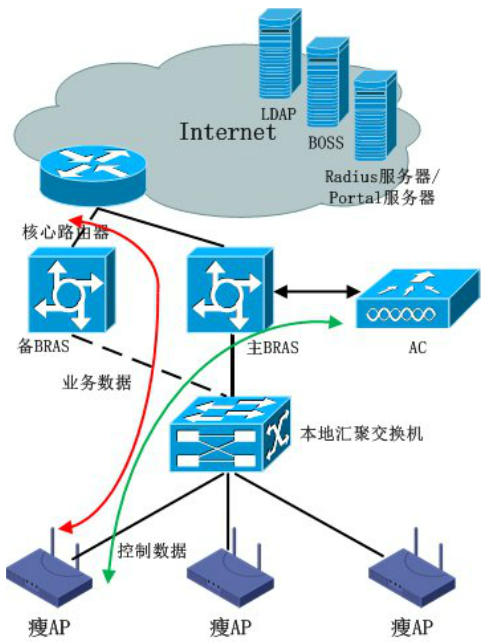 LDAP
Internet
BOSS
Radius服务器/
Portal服务器
核心路由器
备BRAS
主BRAS
AC
业务数据
本地汇聚交换机
控制数据
瘦AP
瘦AP
瘦AP